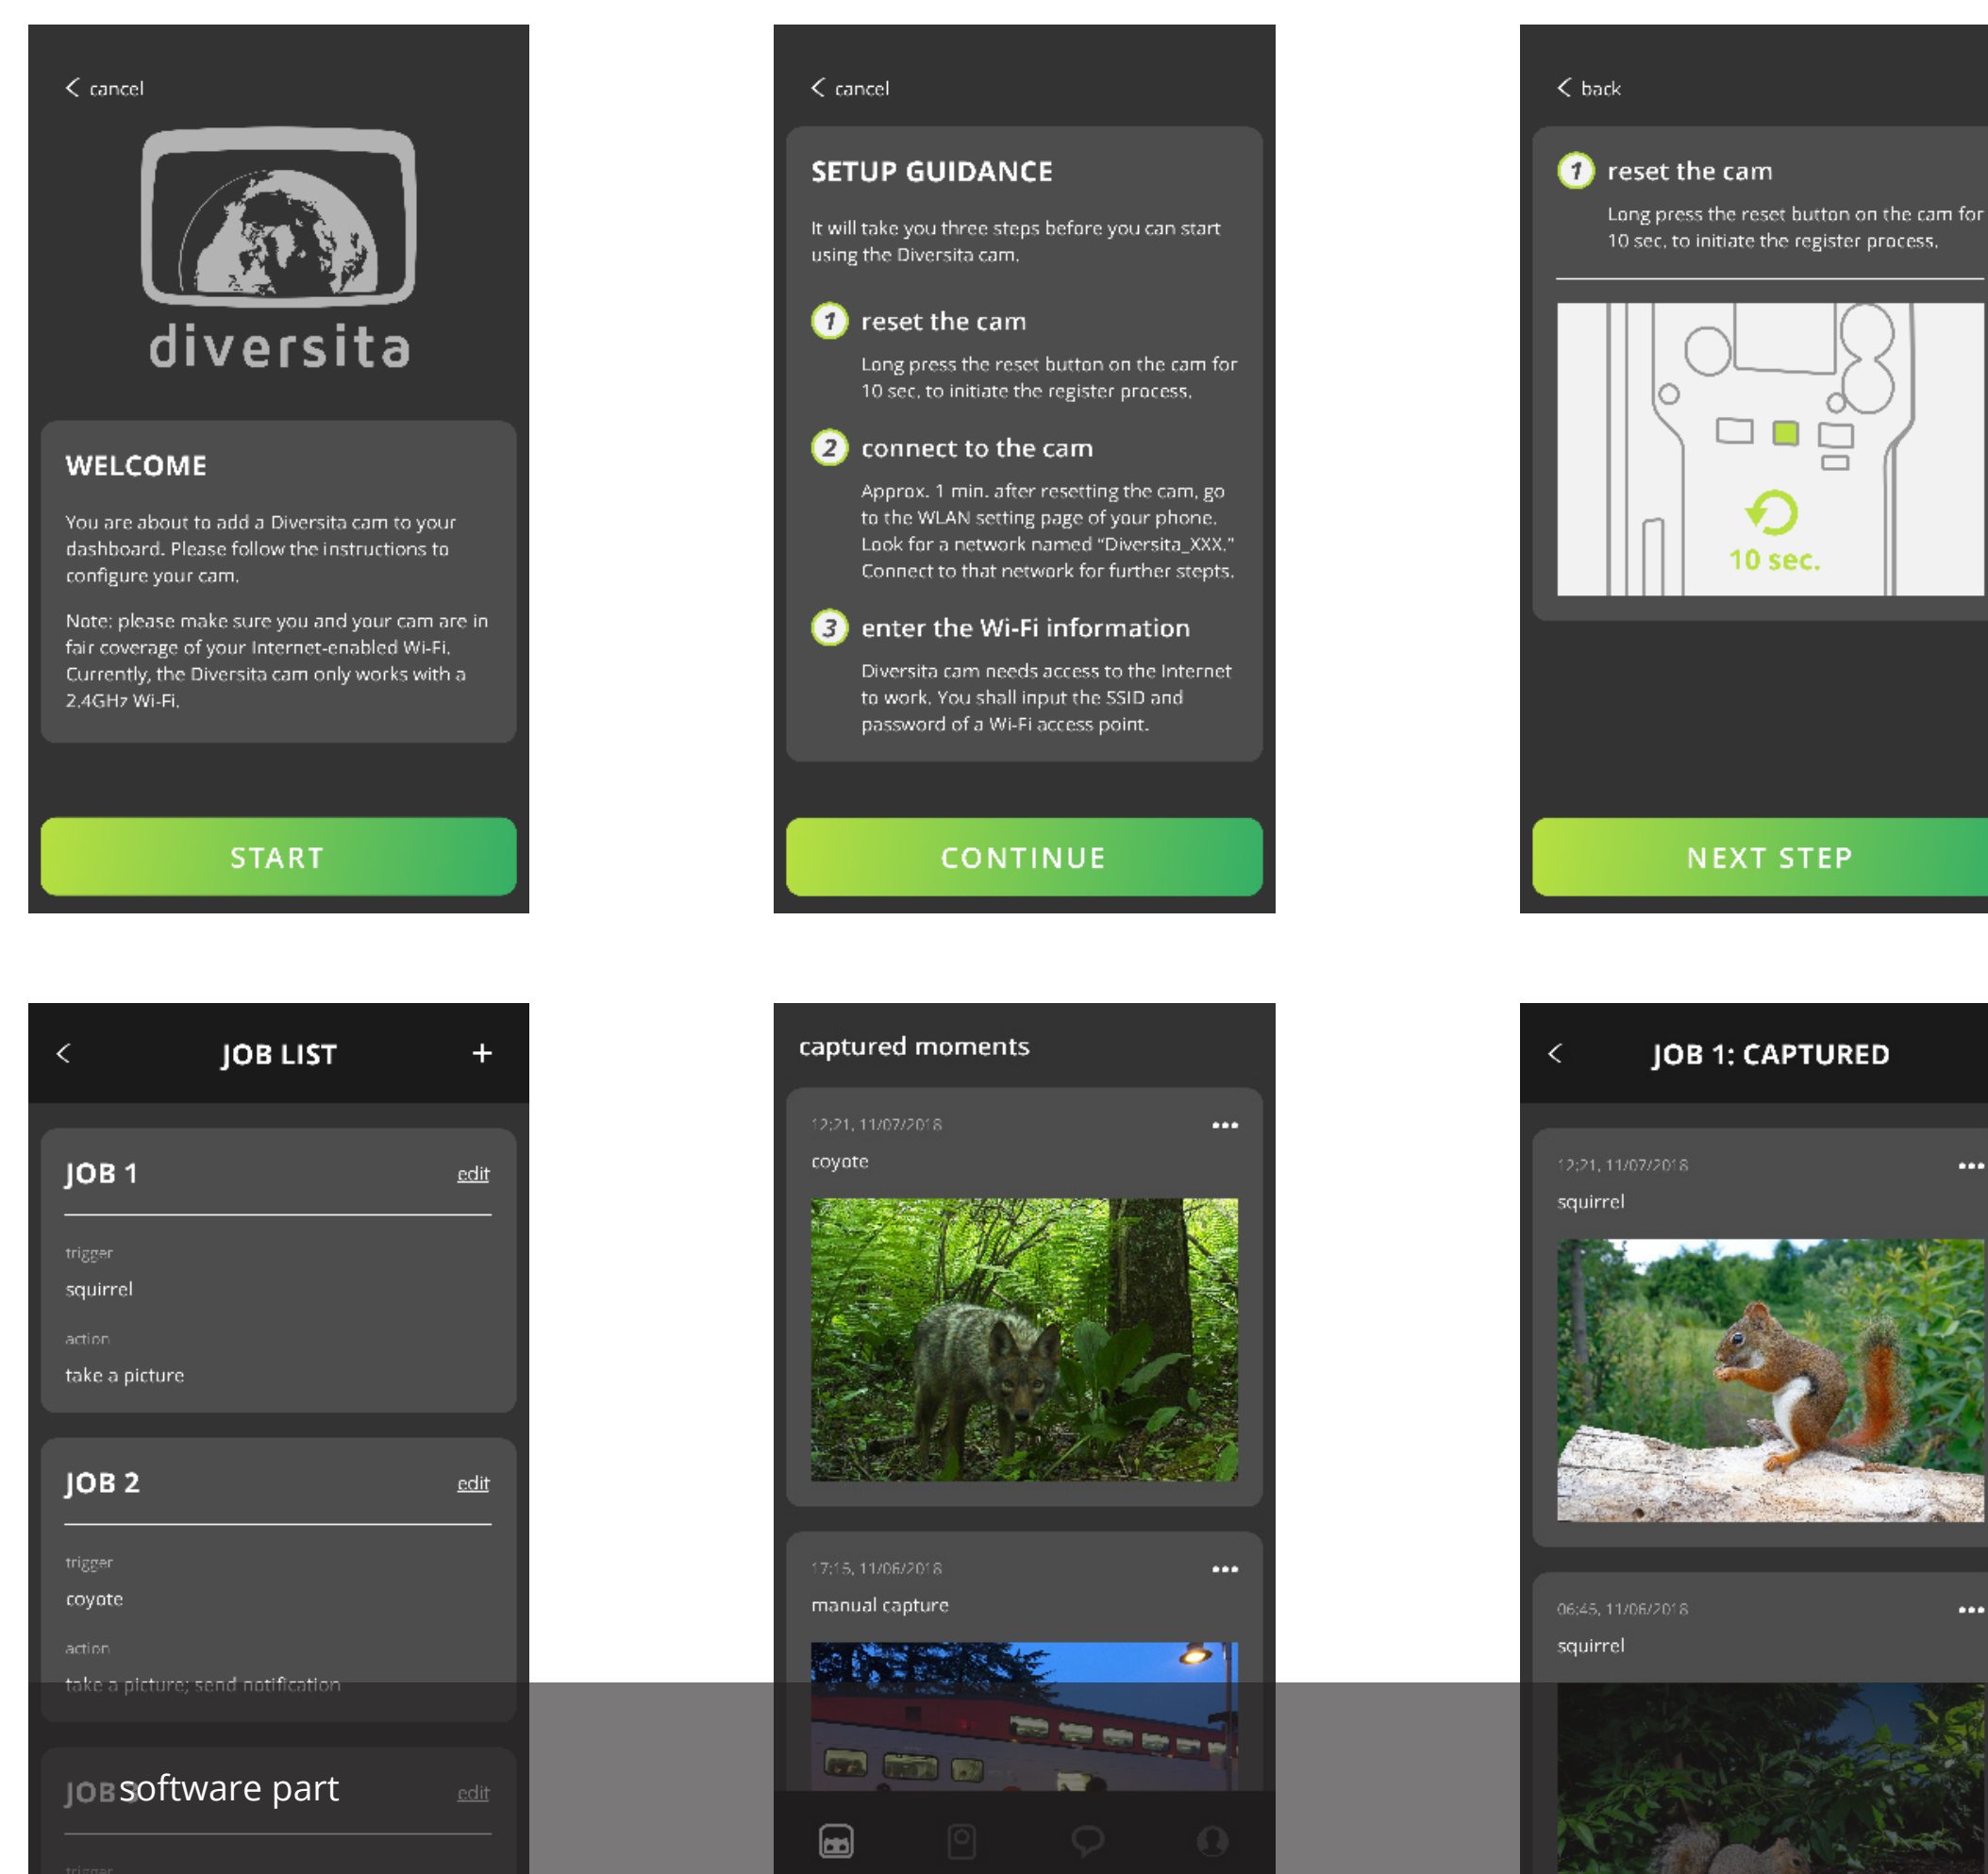 cancel
diversita
WELCOME
You are about to add a Diversita cam to your
dashboard. Please follow the instructions to
configure your cam.
Note: please make sure you and your cam are in
fair coverage of your Internet-enabled Wi-Fi.
Currently, the Diversita cam only works with a
2.4GHz Wi-Fi.
START
cancel
SETUP GUIDANCE
It will take you three steps before you can start
using the Diversita cam.
1 reset the cam
Long press the reset button on the cam for
10 sec. to initiate the register process.
2 connect to the cam
Approx. 1 min. after resetting the cam, go
to the WLAN setting page of your phone.
Look for a network named “Diversita_XXX.”
Connect to that network for further stepts.
3 enter the Wi-Fi information
Diversita cam needs access to the Internet
to work. You shall input the SSID and
password of a Wi-Fi access point.
CONTINUE
back
1 reset the cam
Long press the reset button on the cam for
10 sec. to initiate the register process.
10 sec.
NEXT STEP
JOB LIST +
JOB 1 edit
trigger
squirrel
action
take a picture
JOB 2 edit
trigger
coyote
action
take a picture; send notification
JOB edit
software part
trigger
captured moments
12:21, 11/07/2018
coyote
17:15, 11/06/2018
manual capture
JOB 1: CAPTURED
12:21, 11/07/2018
squirrel
06:45, 11/06/2018
squirrel